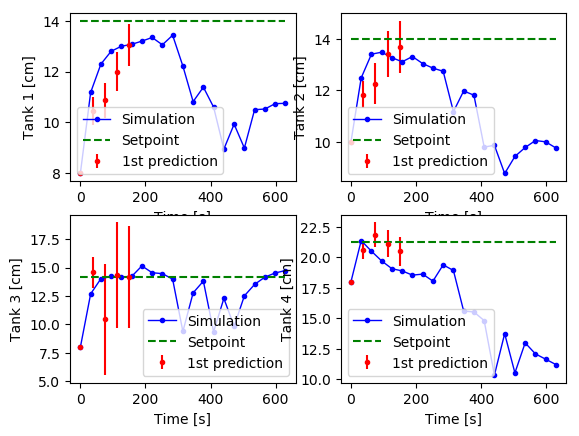 14
12
10
8
Tank 1 [cm]
Simulation
Setpoint
1st prediction
0
200
400
600
Time [s]
14
12
10
Tank 2 [cm]
Simulation
Setpoint
1st prediction
0
200
400
600
Time [s]
17.5
15.0
12.5
10.0
7.5
5.0
Tank 3 [cm]
Simulation
Setpoint
1st prediction
0
200
400
600
Time [s]
22.5
20.0
17.5
15.0
12.5
10.0
Tank 4 [cm]
Simulation
Setpoint
1st prediction
0
200
400
600
Time [s]